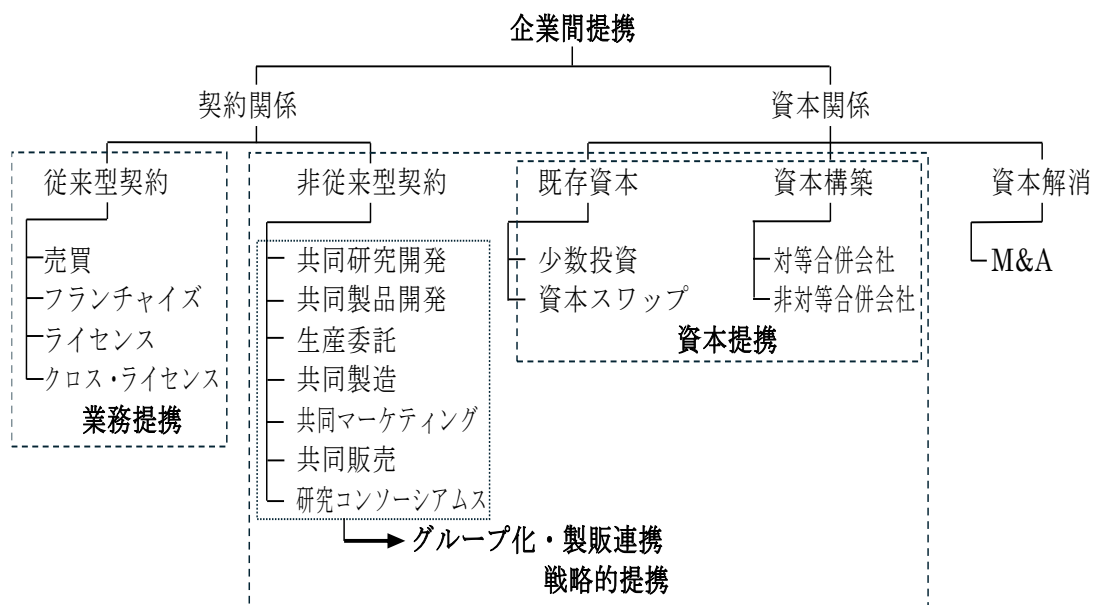 企業間提携
契約関係
資本関係
従来型契約
非従来型契約
既存資本
資本構築
資本解消
売買
フランチャイズ
ライセンス
クロス・ライセンス
業務提携
共同研究開発
共同製品開発
生産委託
共同製造
共同マーケティング
共同販売
研究コンソーシアムス
少数投資
資本スワップ
対等合併会社
非対等合併会社
資本提携
M&A
グループ化・製販連携
戦略的提携